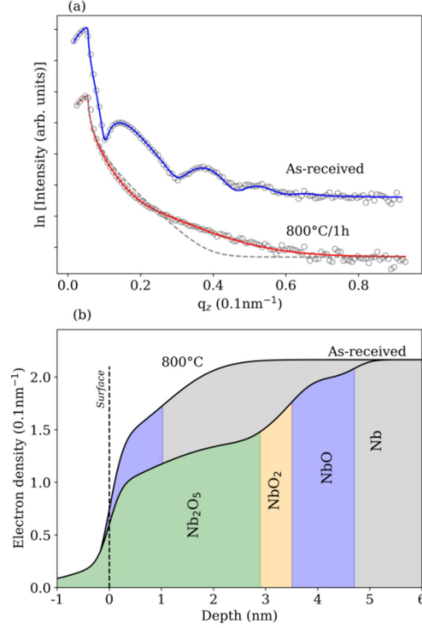 (a)
ln [Intensity (arb. units)]
As-received
800°C/1h
0.0 0.2 0.4 0.6 0.8
q_z (0.1nm⁻¹)
(b)
800°C
As-received
Surface
Electron density (0.1nm⁻¹)
2.0
1.5
1.0
0.5
0.0
Nb₂O₅
NbO₂
NbO
Nb
-1 0 1 2 3 4 5 6
Depth (nm)